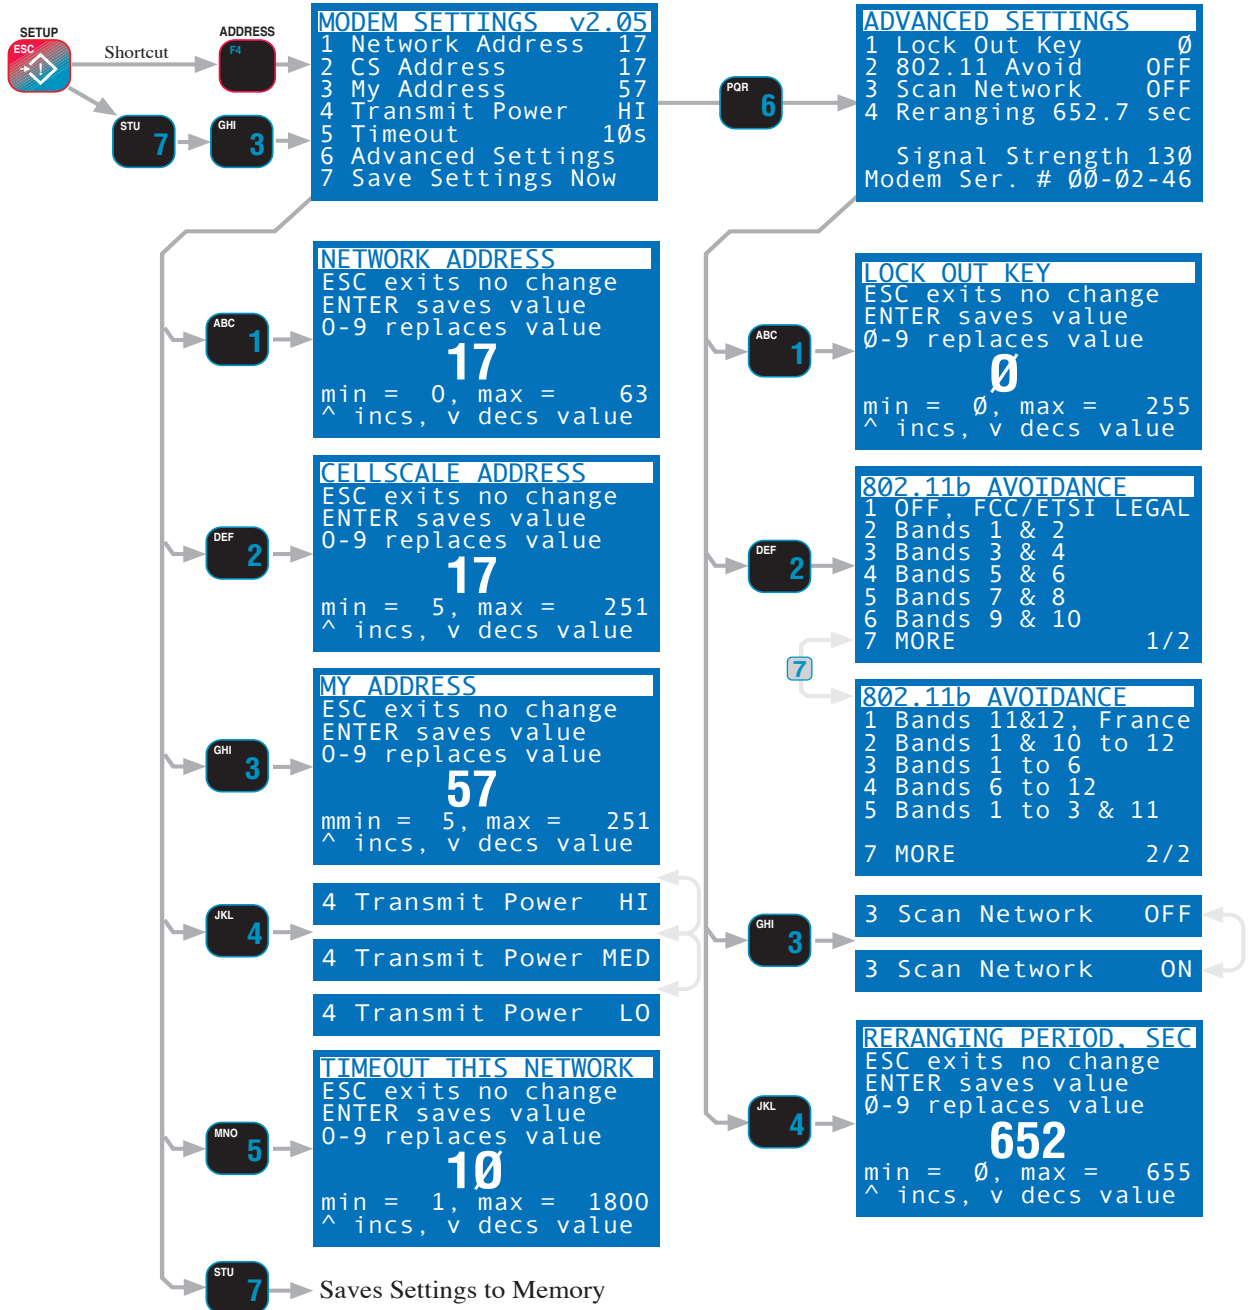 SETUP
ESC
Shortcut
ADDRESS
F4
STU 7
GHI 3
MODEM SETTINGS v2.05
1 Network Address 17
2 CS Address 17
3 My Address 57
4 Transmit Power HI
5 Timeout 1Øs
6 Advanced Settings
7 Save Settings Now
PQR 6
ADVANCED SETTINGS
1 Lock Out Key Ø
2 802.11 Avoid OFF
3 Scan Network OFF
4 Reranging 652.7 sec
Signal Strength 13Ø
Modem Ser. # ØØ-Ø2-46
ABC 1
NETWORK ADDRESS
ESC exits no change
ENTER saves value
0-9 replaces value
17
min = 0, max = 63
^ incs, v decs value
DEF 2
CELLSCALE ADDRESS
ESC exits no change
ENTER saves value
0-9 replaces value
17
min = 5, max = 251
^ incs, v decs value
GHI 3
MY ADDRESS
ESC exits no change
ENTER saves value
0-9 replaces value
57
mmin = 5, max = 251
^ incs, v decs value
JKL 4
4 Transmit Power HI
4 Transmit Power MED
4 Transmit Power LO
MNO 5
TIMEOUT THIS NETWORK
ESC exits no change
ENTER saves value
0-9 replaces value
1Ø
min = 1, max = 1800
^ incs, v decs value
STU 7
Saves Settings to Memory
ABC 1
LOCK OUT KEY
ESC exits no change
ENTER saves value
Ø-9 replaces value
Ø
min = Ø, max = 255
^ incs, v decs value
DEF 2
802.11b AVOIDANCE
1 OFF, FCC/ETSI LEGAL
2 Bands 1 & 2
3 Bands 3 & 4
4 Bands 5 & 6
5 Bands 7 & 8
6 Bands 9 & 10
7 MORE 1/2
7
802.11b AVOIDANCE
1 Bands 11&12, France
2 Bands 1 & 10 to 12
3 Bands 1 to 6
4 Bands 6 to 12
5 Bands 1 to 3 & 11
7 MORE 2/2
GHI 3
3 Scan Network OFF
3 Scan Network ON
JKL 4
RERANGING PERIOD, SEC
ESC exits no change
ENTER saves value
Ø-9 replaces value
652
min = Ø, max = 655
^ incs, v decs value